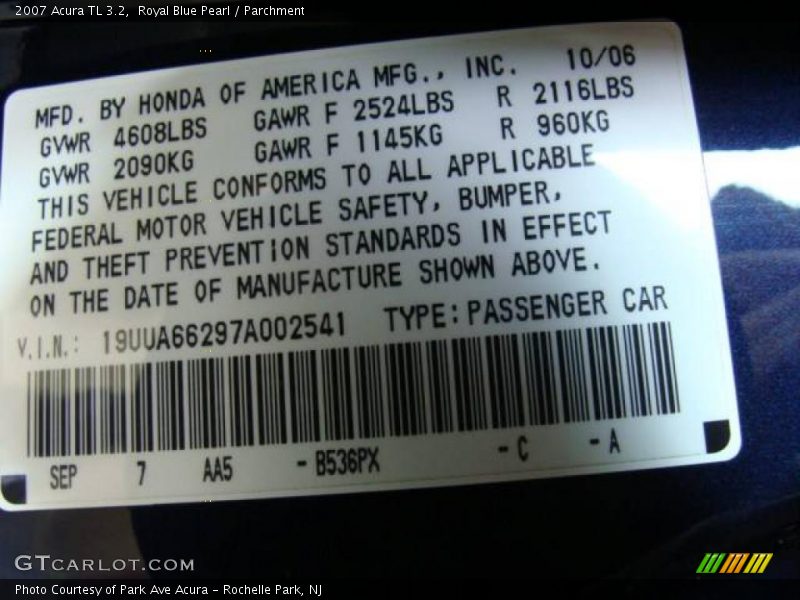 2007 Acura TL 3.2,  Royal Blue Pearl / Parchment
MFD. BY HONDA OF AMERICA MFG., INC. 10/06
GVWR 4608LBS GAWR F 2524LBS R 2116LBS
GVWR 2090KG GAWR F 1145KG R 960KG
THIS VEHICLE CONFORMS TO ALL APPLICABLE
FEDERAL MOTOR VEHICLE SAFETY, BUMPER,
AND THEFT PREVENTION STANDARDS IN EFFECT
ON THE DATE OF MANUFACTURE SHOWN ABOVE.
V.I.N.: 19UUA66297A002541 TYPE: PASSENGER CAR
SEP 7 AA5 - B536PX - C - A
GTCARLOT.COM
Photo Courtesy of Park Ave Acura - Rochelle Park, NJ